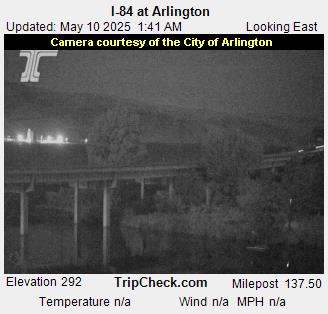 I-84 at Arlington
Updated: May 10 2025 1:41 AM Looking East
Camera courtesy of the City of Arlington
Elevation 292 TripCheck.com Milepost 137.50
Temperature n/a Wind n/a MPH n/a